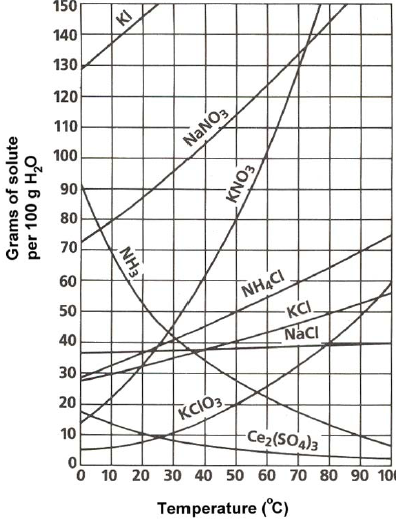 150
140
130
120
110
100
90
80
70
60
50
40
30
20
10
0
Grams of solute
per 100 g H₂O
KI
NaNO₃
KNO₃
NH₃
NH₄Cl
KCl
NaCl
KClO₃
Ce₂(SO₄)₃
0 10 20 30 40 50 60 70 80 90 100
Temperature (°C)